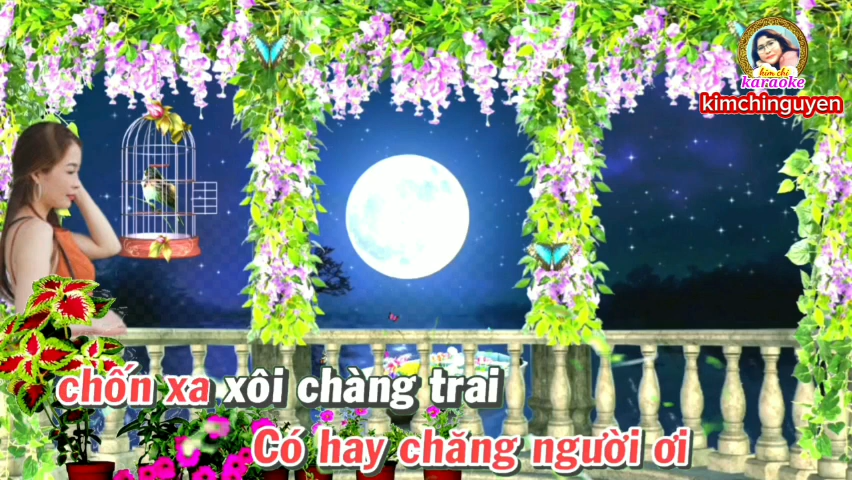 kim chi
karaoke
kimchinguyen
chốn xa xôi chàng trai
Có hay chăng người ơi